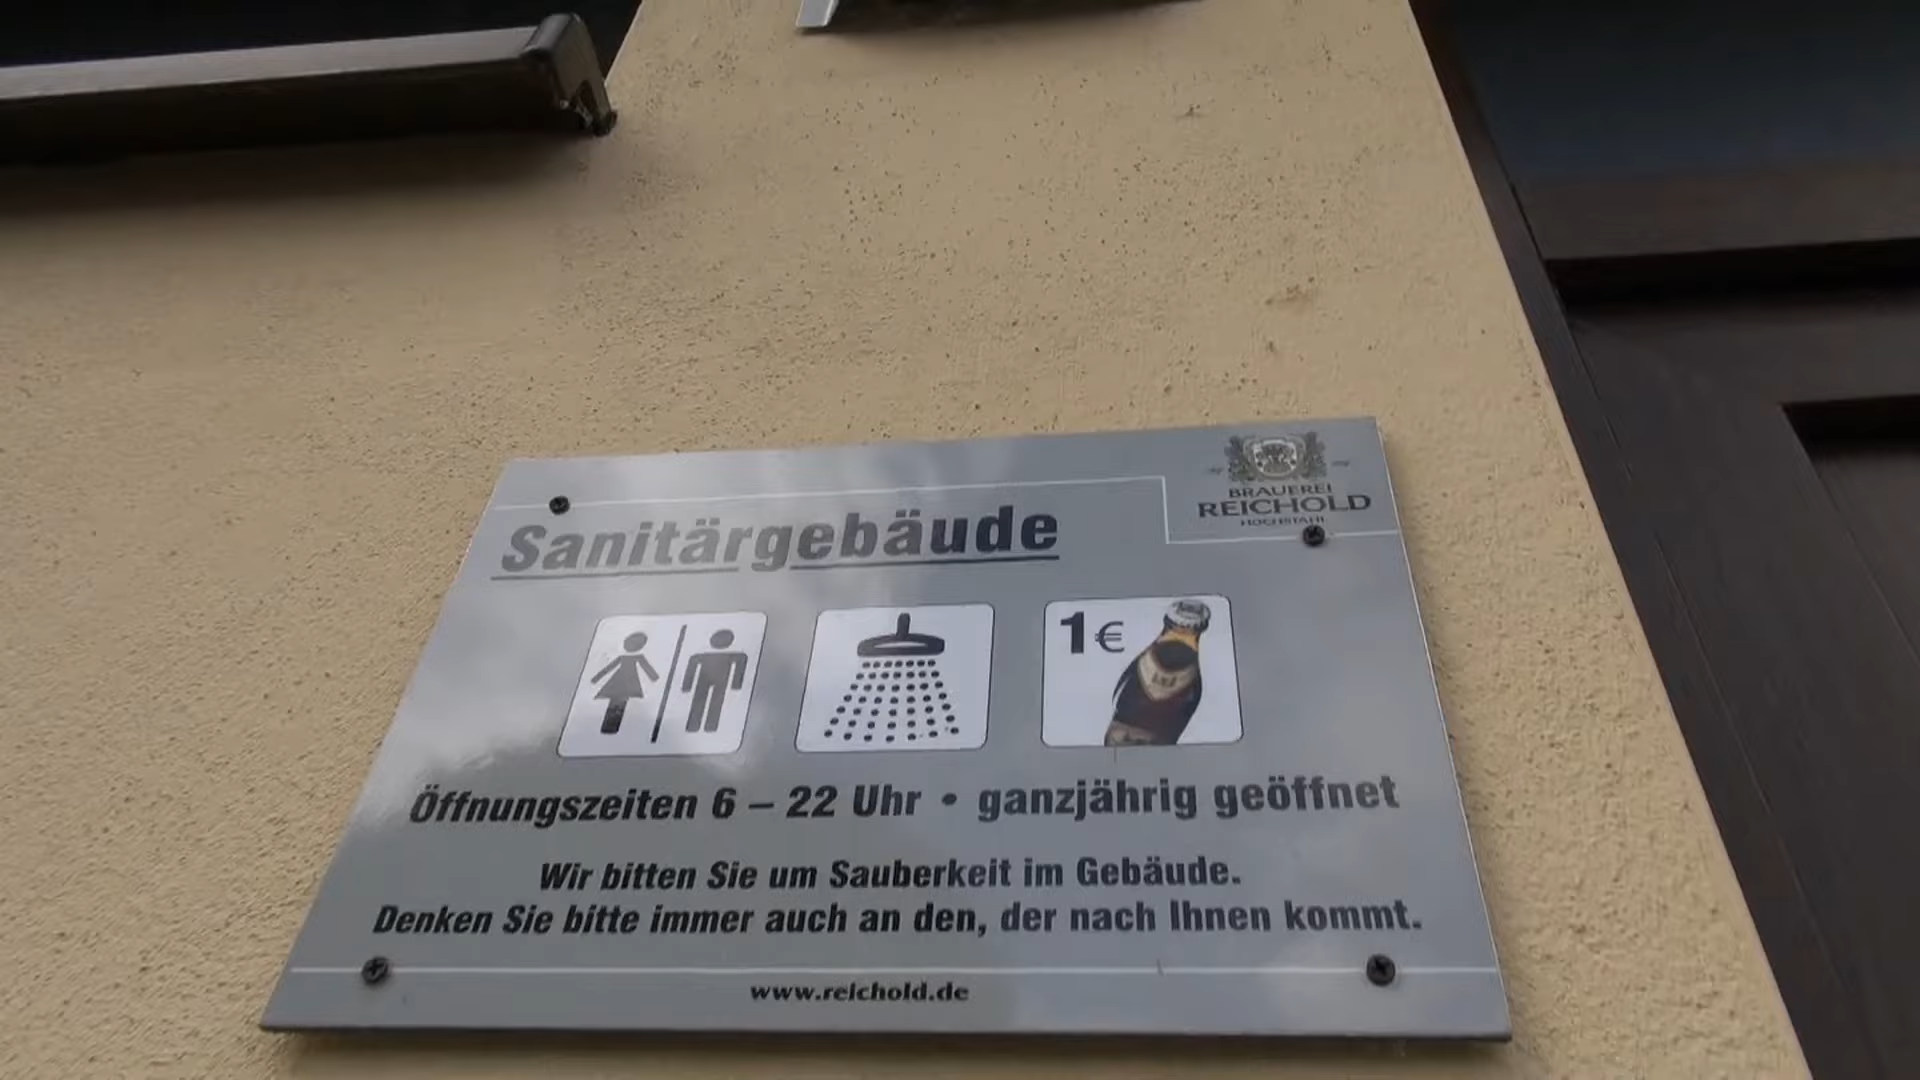 BRAUEREI
REICHOLD
HOCHSTAHL
Sanitärgebäude
1€
Öffnungszeiten 6 – 22 Uhr • ganzjährig geöffnet
Wir bitten Sie um Sauberkeit im Gebäude.
Denken Sie bitte immer auch an den, der nach Ihnen kommt.
www.reichold.de